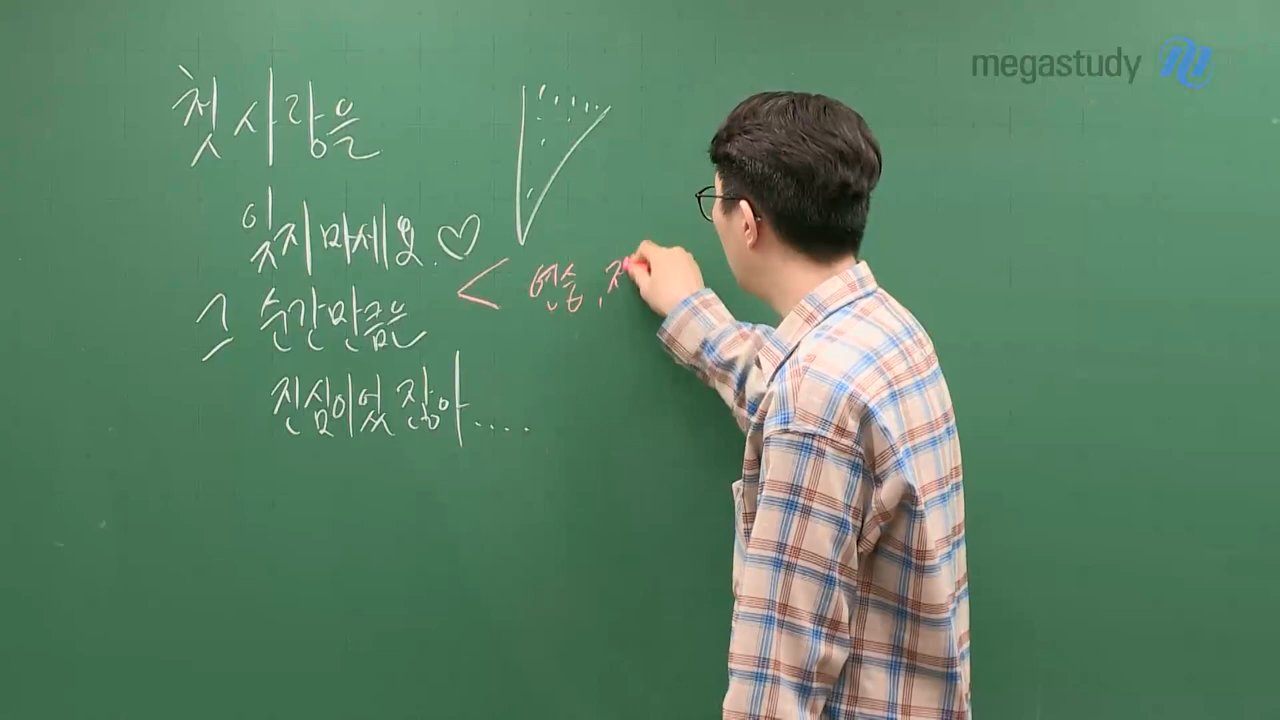 megastudy
첫 사랑을
잊지 마세요.♡
그 순간만큼은
진심이었잖아....
< 연습,